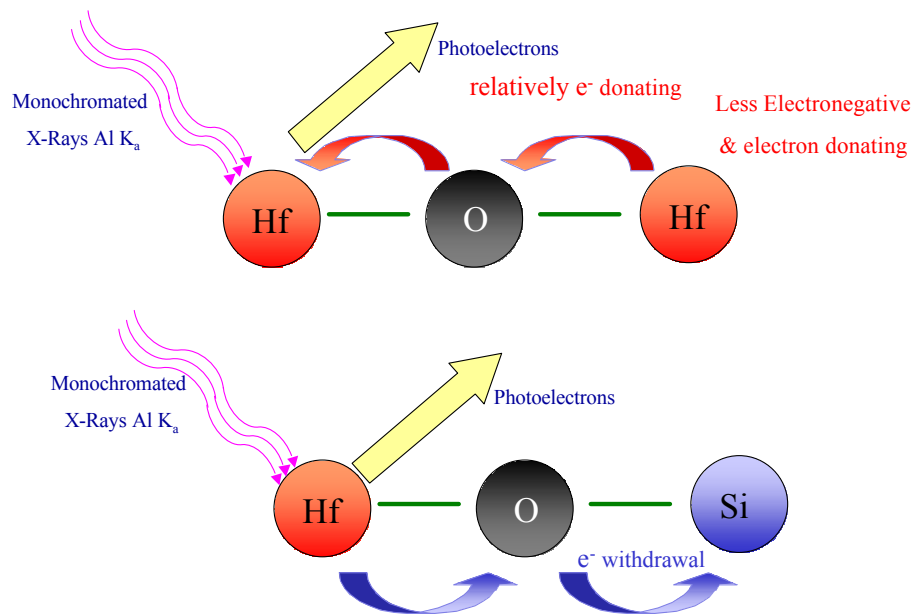 Photoelectrons
relatively e- donating
Monochromated
X-Rays Al Ka
Less Electronegative
& electron donating
Hf
O
Hf
Monochromated
X-Rays Al Ka
Photoelectrons
Hf
O
Si
e- withdrawal